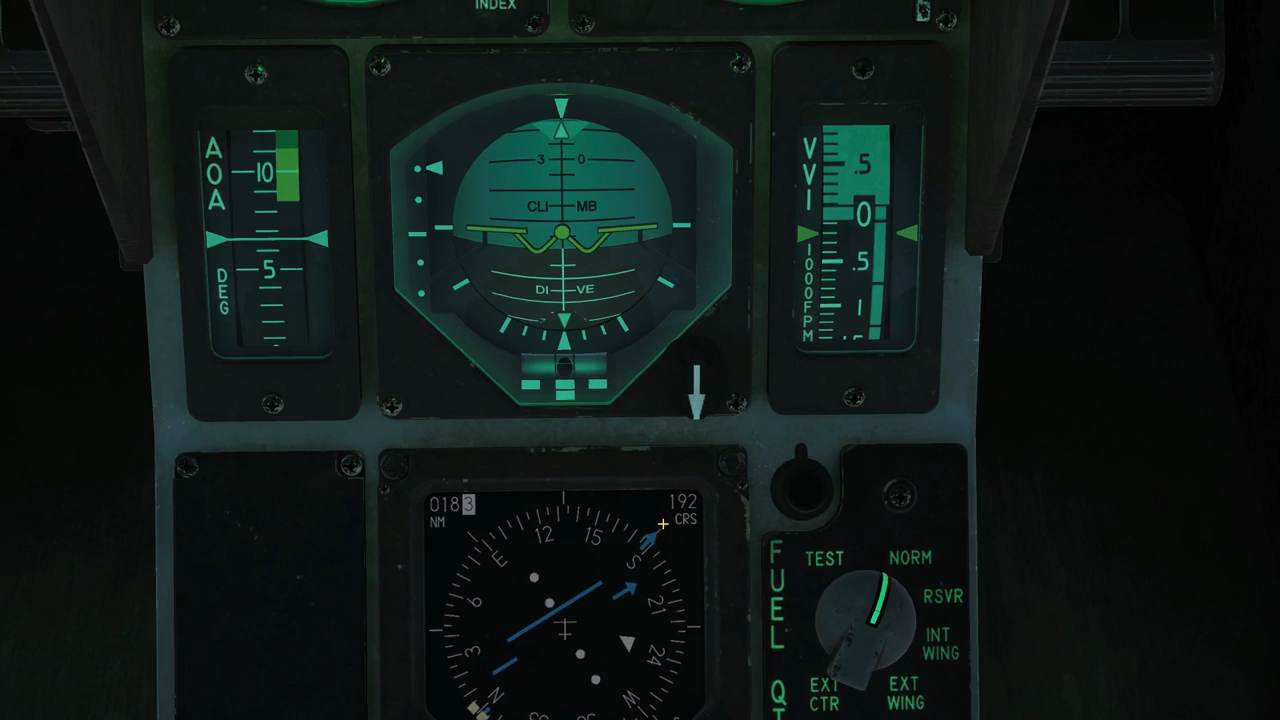 INDEX
AOA
10
5
DEG
3 0
CLI MB
DI VE
VVI
.5
0
.5
1
1000FPM
0183
NM
192
CRS
12
15
E
S
6
21
3
24
N
W
FUEL QT
TEST
NORM
RSVR
INT
WING
EXT
CTR
EXT
WING